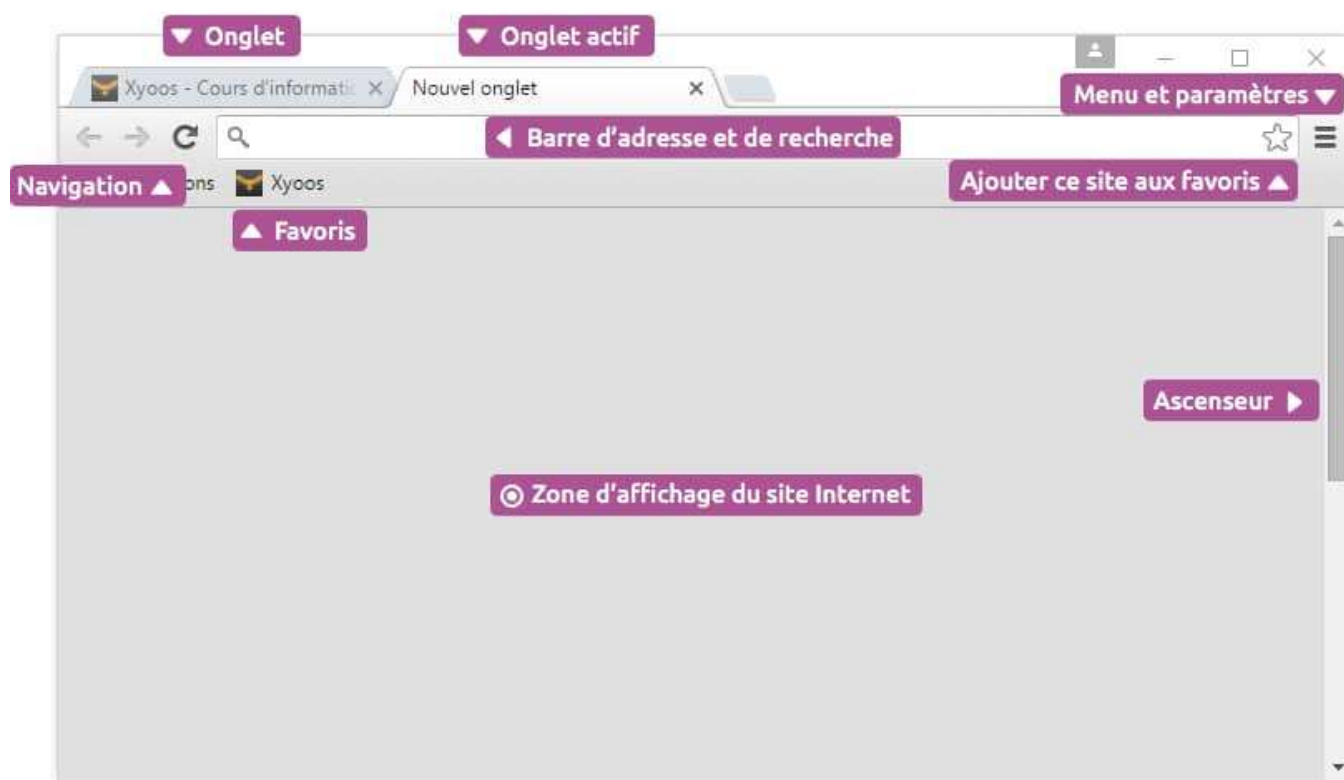 Onglet
Onglet actif
Xyoos - Cours d'informati
Nouvel onglet
Menu et paramètres
Barre d'adresse et de recherche
Navigation
ons
Xyoos
Ajouter ce site aux favoris
Favoris
Ascenseur
Zone d'affichage du site Internet